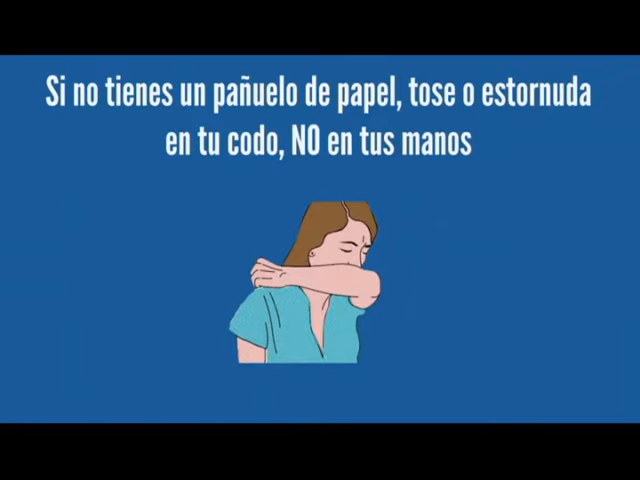 Si no tienes un pañuelo de papel, tose o estornuda
en tu codo, NO en tus manos